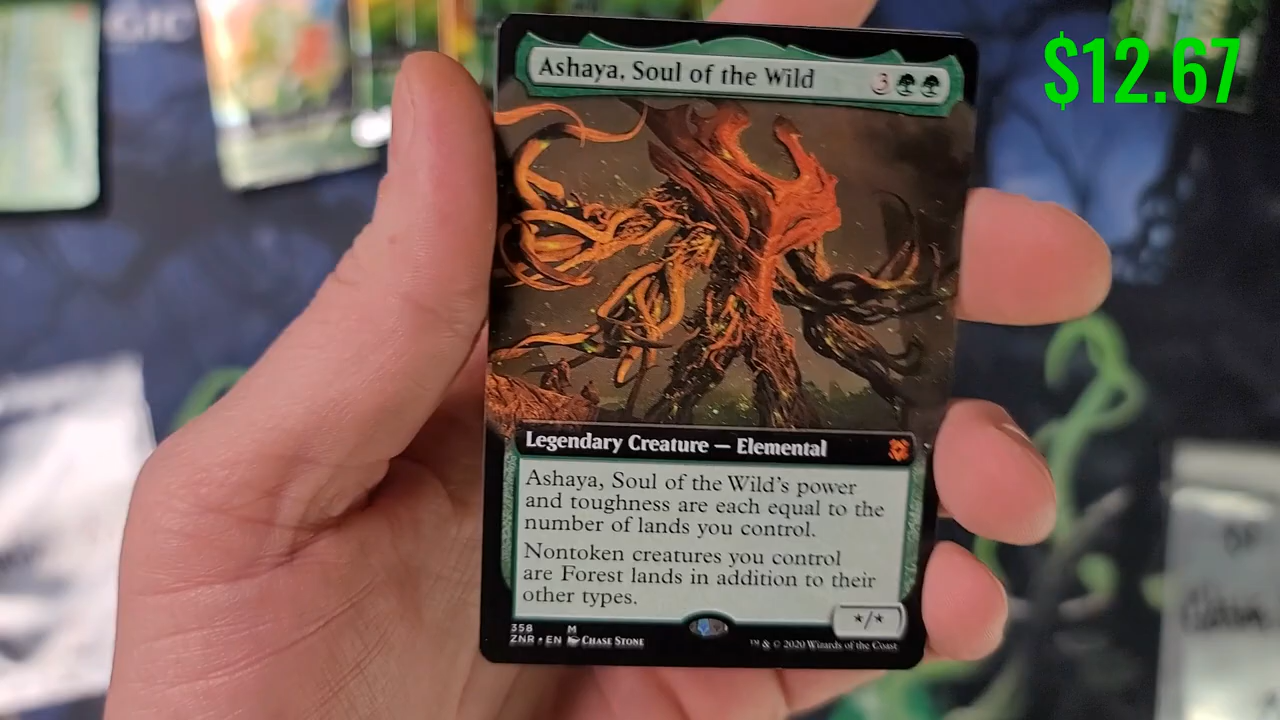 GIC
$12.67
Ashaya, Soul of the Wild 3
Legendary Creature — Elemental
Ashaya, Soul of the Wild's power
and toughness are each equal to the
number of lands you control.
Nontoken creatures you control
are Forest lands in addition to their
other types.
*/*
358 M
ZNR • EN Chase Stone
™ & © 2020 Wizards of the Coast